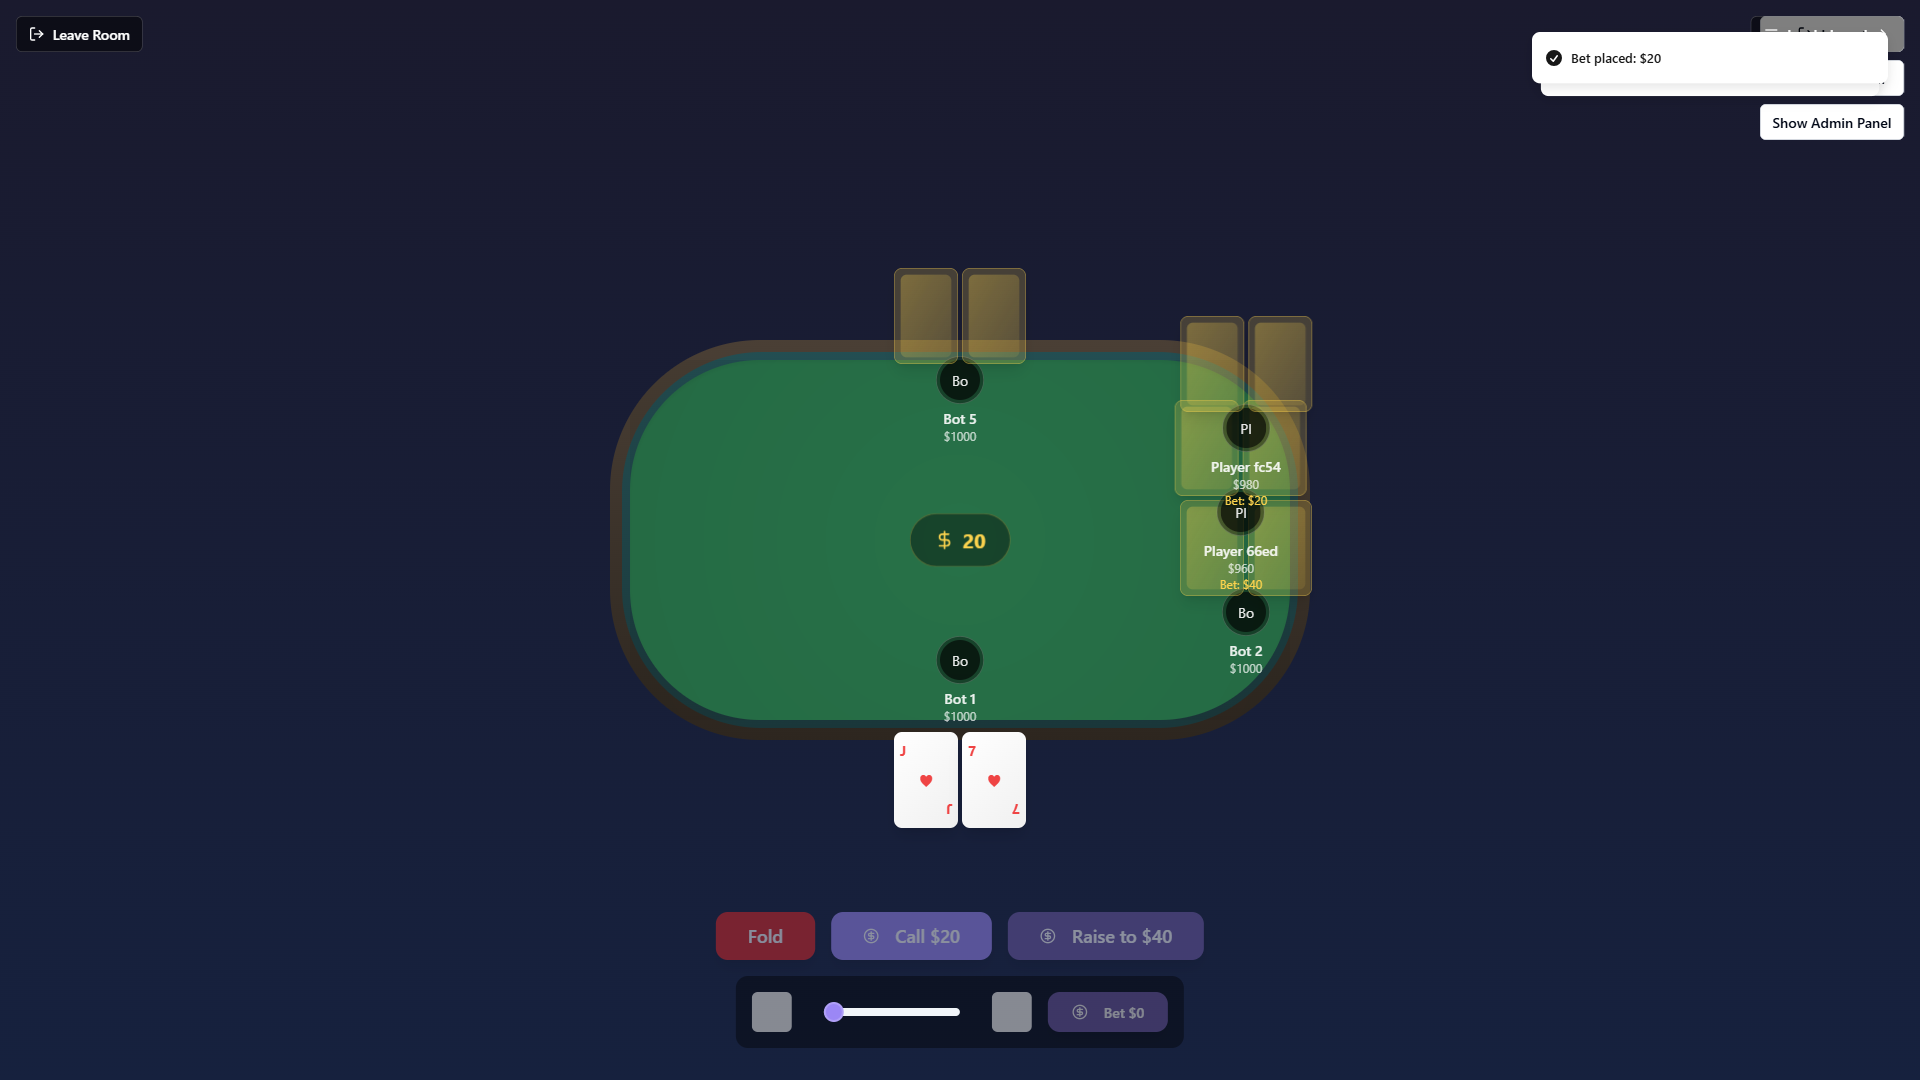 Leave Room
Bet placed: $20
Show Admin Panel
Bo
Bot 5
$1000
Pl
Player fc54
$980
Bet: $20
Pl
Player 66ed
$960
Bet: $40
$ 20
Bo
Bot 2
$1000
Bo
Bot 1
$1000
J
J
7
7
Fold
Call $20
Raise to $40
Bet $0